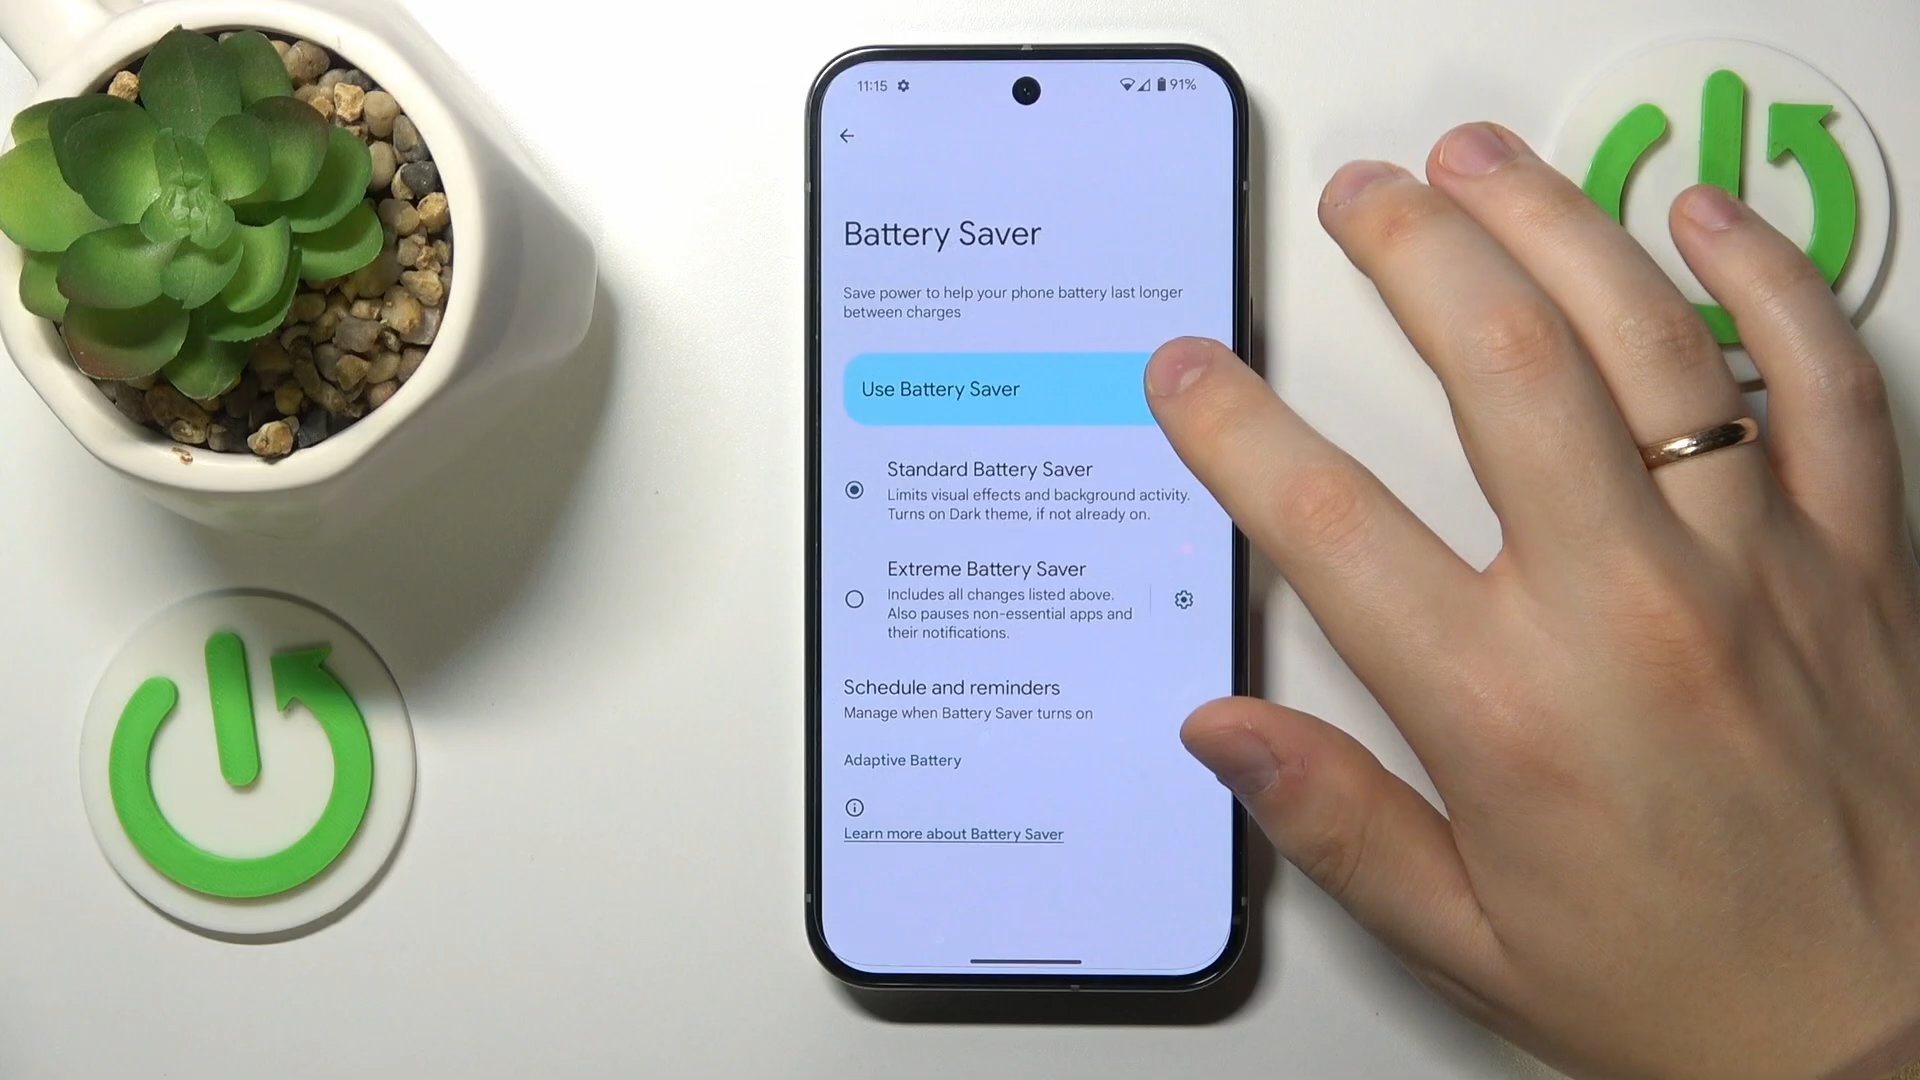 11:15
91%
Battery Saver
Save power to help your phone battery last longer
between charges
Use Battery Saver
Standard Battery Saver
Limits visual effects and background activity.
Turns on Dark theme, if not already on.
Extreme Battery Saver
Includes all changes listed above.
Also pauses non-essential apps and
their notifications.
Schedule and reminders
Manage when Battery Saver turns on
Adaptive Battery
Learn more about Battery Saver